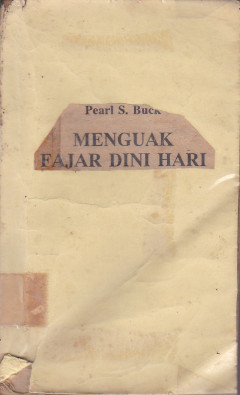 Pearl S. Buck
MENGUAK
FAJAR DINI HARI